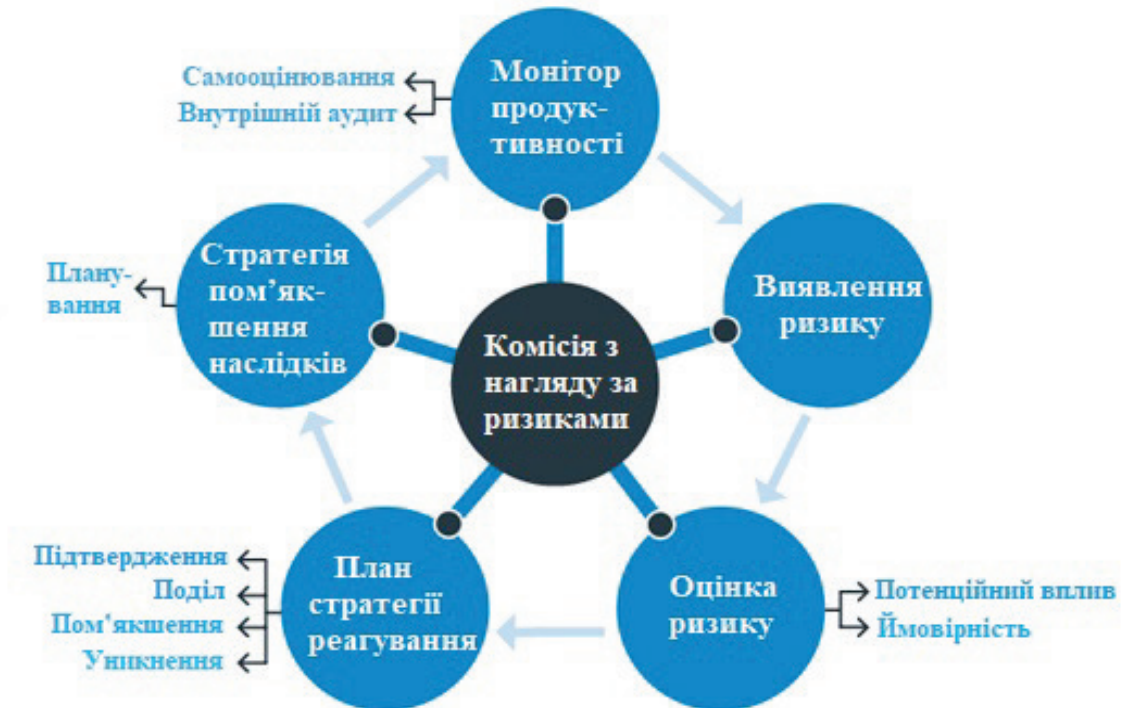 Монітор
продук-
тивності
Самооцінювання
Внутрішній аудит
Виявлення
ризику
Оцінка
ризику
Потенційний вплив
Ймовірність
План
стратегії
реагування
Підтвердження
Поділ
Пом'якшення
Уникнення
Стратегія
пом’як-
шення
наслідків
Плану-
вання
Комісія з
нагляду за
ризиками